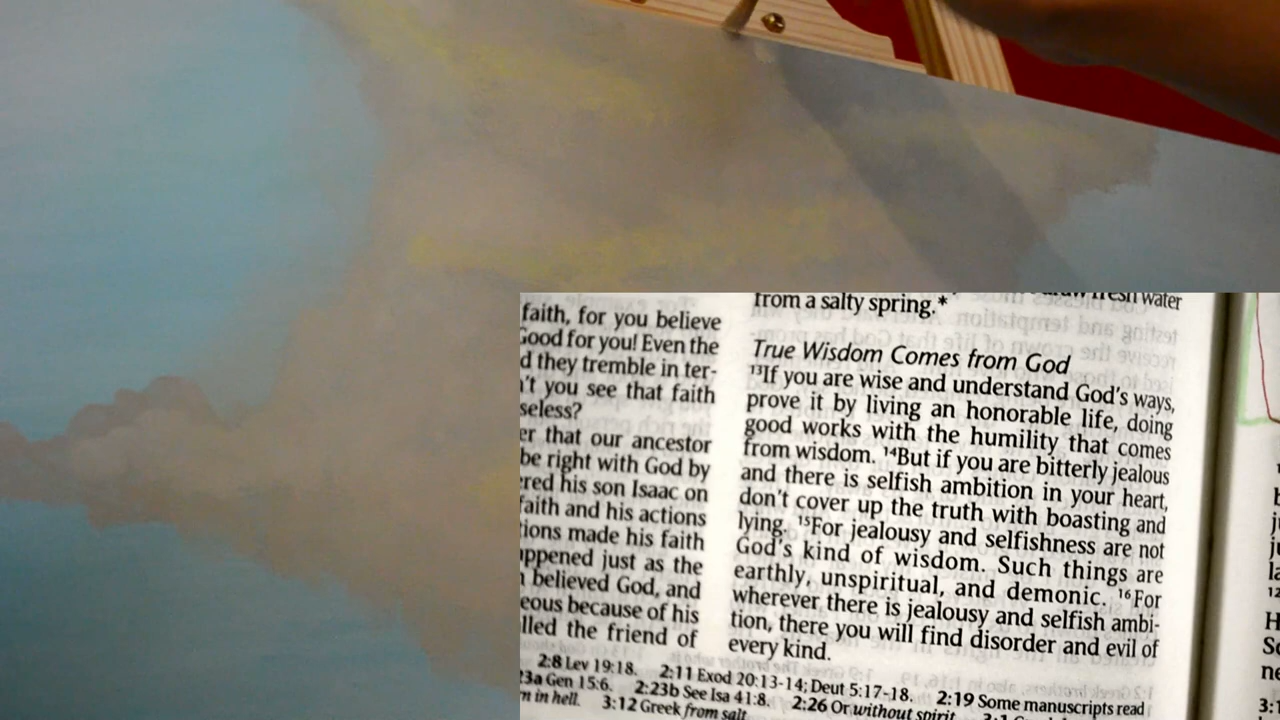 faith, for you believe
Good for you! Even the
d they tremble in ter-
n't you see that faith
seless?
er that our ancestor
be right with God by
ered his son Isaac on
faith and his actions
tions made his faith
appened just as the
n believed God, and
eous because of his
lled the friend of
fresh water
from a salty spring.*
True Wisdom Comes from God
13If you are wise and understand God's ways,
prove it by living an honorable life, doing
good works with the humility that comes
from wisdom. 14But if you are bitterly jealous
and there is selfish ambition in your heart,
don't cover up the truth with boasting and
lying. 15For jealousy and selfishness are not
God's kind of wisdom. Such things are
earthly, unspiritual, and demonic. 16For
wherever there is jealousy and selfish ambi-
tion, there you will find disorder and evil of
every kind.
2:8 Lev 19:18. 2:11 Exod 20:13-14; Deut 5:17-18. 2:19 Some manuscripts read
23a Gen 15:6. 2:23b See Isa 41:8. 2:26 Or without spirit.
n in hell. 3:12 Greek from salt